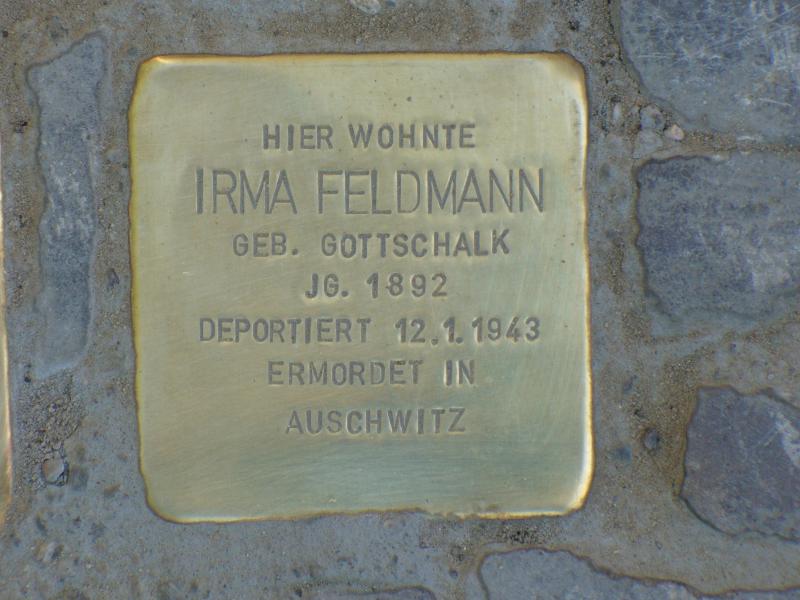 HIER WOHNTE
IRMA FELDMANN
GEB. GOTTSCHALK
JG. 1892
DEPORTIERT 12.1.1943
ERMORDET IN
AUSCHWITZ